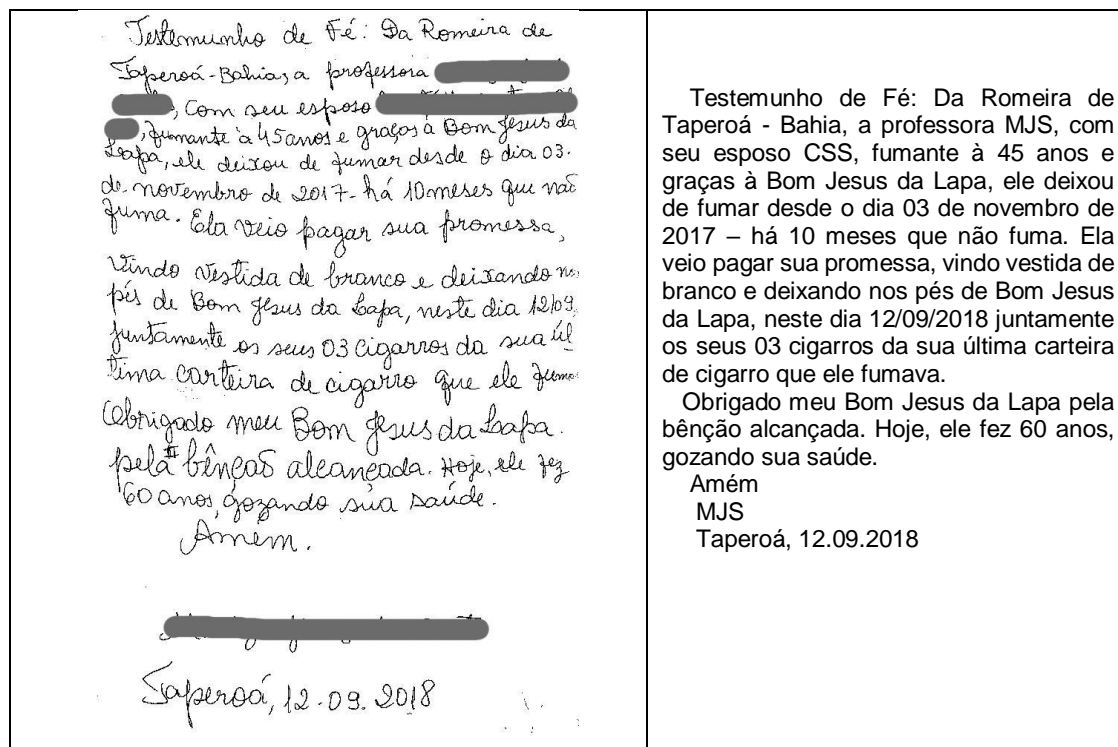 Testemunho de Fé: Da Romeira de
Taperoá-Bahia, a professora
, Com seu esposo
, fumante à 45 anos e graças à Bom Jesus da
Lapa, ele deixou de fumar desde o dia 03.
de novembro de 2017- há 10 meses que não
fuma. Ela veio pagar sua promessa,
Vindo vestida de branco e deixando no
pés de Bom Jesus da Lapa, neste dia 12/09
juntamente os seus 03 cigarros da sua úl
tima carteira de cigarro que ele
Obrigado meu Bom Jesus da Lapa.
pela bênção alcançada. Hoje, ele fez
60 anos, gozando sua saúde.
Amém.
Taperoá, 12.09.2018
Testemunho de Fé: Da Romeira de
Taperoá - Bahia, a professora MJS, com
seu esposo CSS, fumante à 45 anos e
graças à Bom Jesus da Lapa, ele deixou
de fumar desde o dia 03 de novembro de
2017 – há 10 meses que não fuma. Ela
veio pagar sua promessa, vindo vestida de
branco e deixando nos pés de Bom Jesus
da Lapa, neste dia 12/09/2018 juntamente
os seus 03 cigarros da sua última carteira
de cigarro que ele fumava.
Obrigado meu Bom Jesus da Lapa pela
bênção alcançada. Hoje, ele fez 60 anos,
gozando sua saúde.
Amém
MJS
Taperoá, 12.09.2018